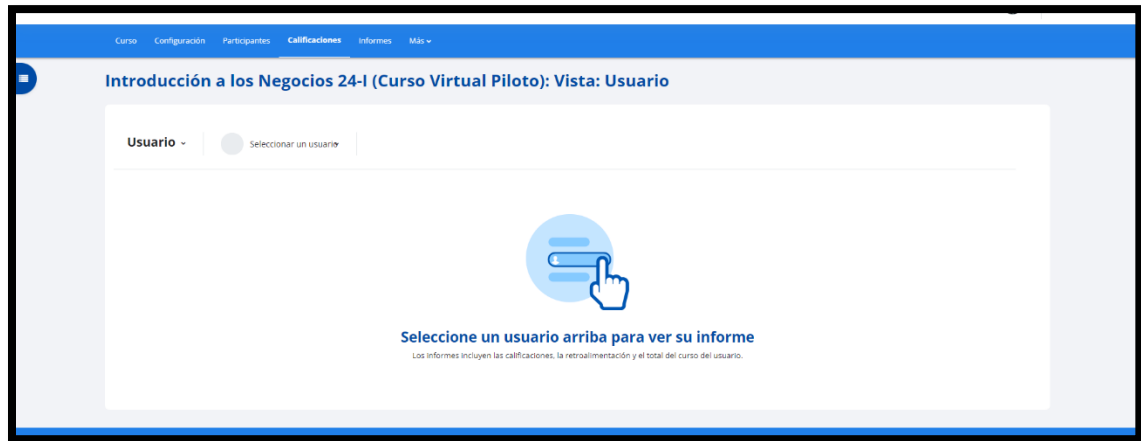 Curso Configuración Participantes Calificaciones Informes Más
Introducción a los Negocios 24-I (Curso Virtual Piloto): Vista: Usuario
Usuario Seleccionar un usuario
Seleccione un usuario arriba para ver su informe
Los informes incluyen las calificaciones, la retroalimentación y el total del curso del usuario.